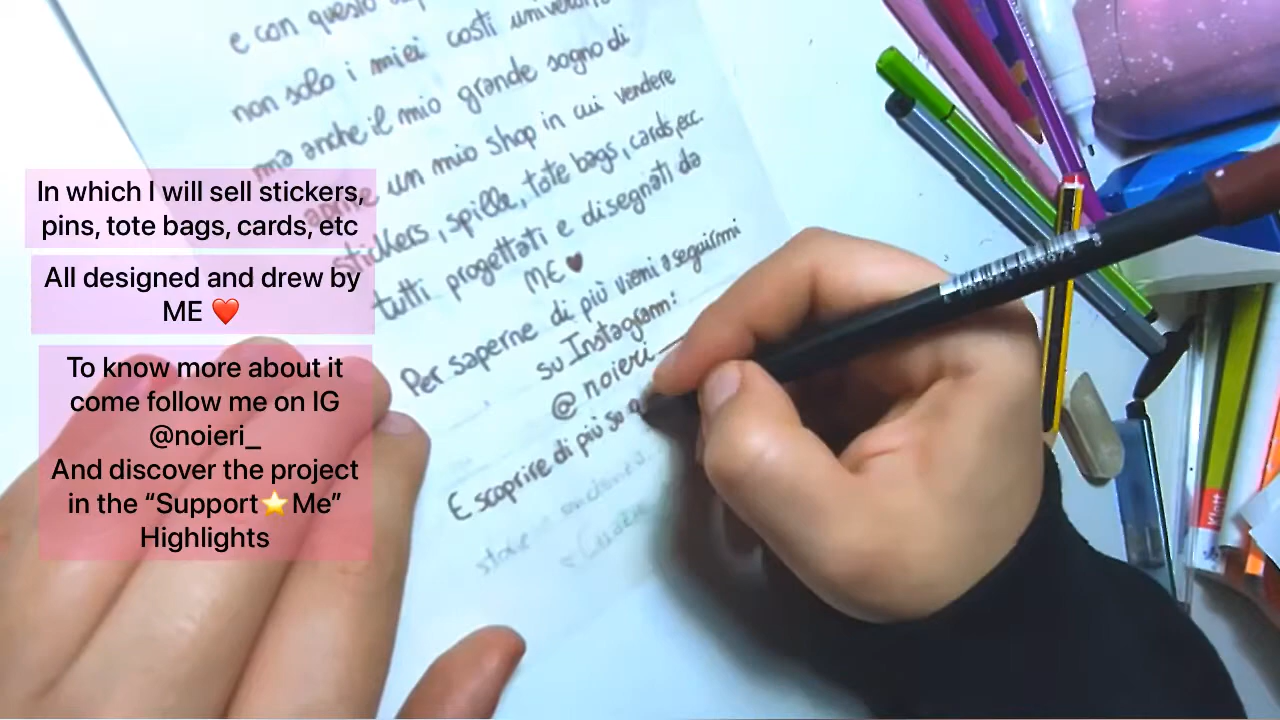 e con questo
non solo i miei costi universit
ma anche il mio grande sogno di
aprire un mio shop in cui vendere
stickers, spille, tote bags, cards, ecc.
tutti progettati e disegnati da
ME♥
Per saperne di più vieni a seguirmi
su Instagram:
@ noieri_
E scoprire di più su
In which I will sell stickers,
pins, tote bags, cards, etc
All designed and drew by
ME ❤️
To know more about it
come follow me on IG
@noieri_
And discover the project
in the “Support⭐Me”
Highlights